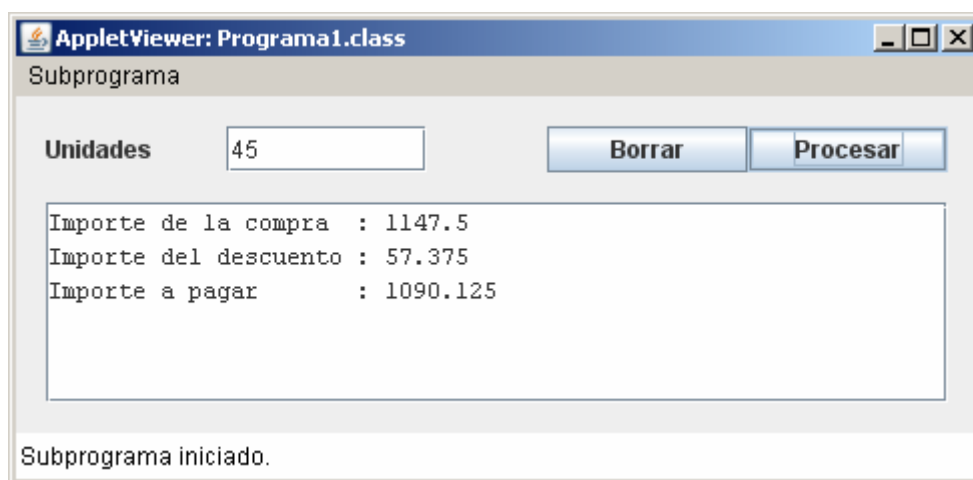 AppletViewer: Programa1.class
Subprograma
Unidades 45 Borrar Procesar
Importe de la compra : 1147.5
Importe del descuento : 57.375
Importe a pagar : 1090.125
Subprograma iniciado.